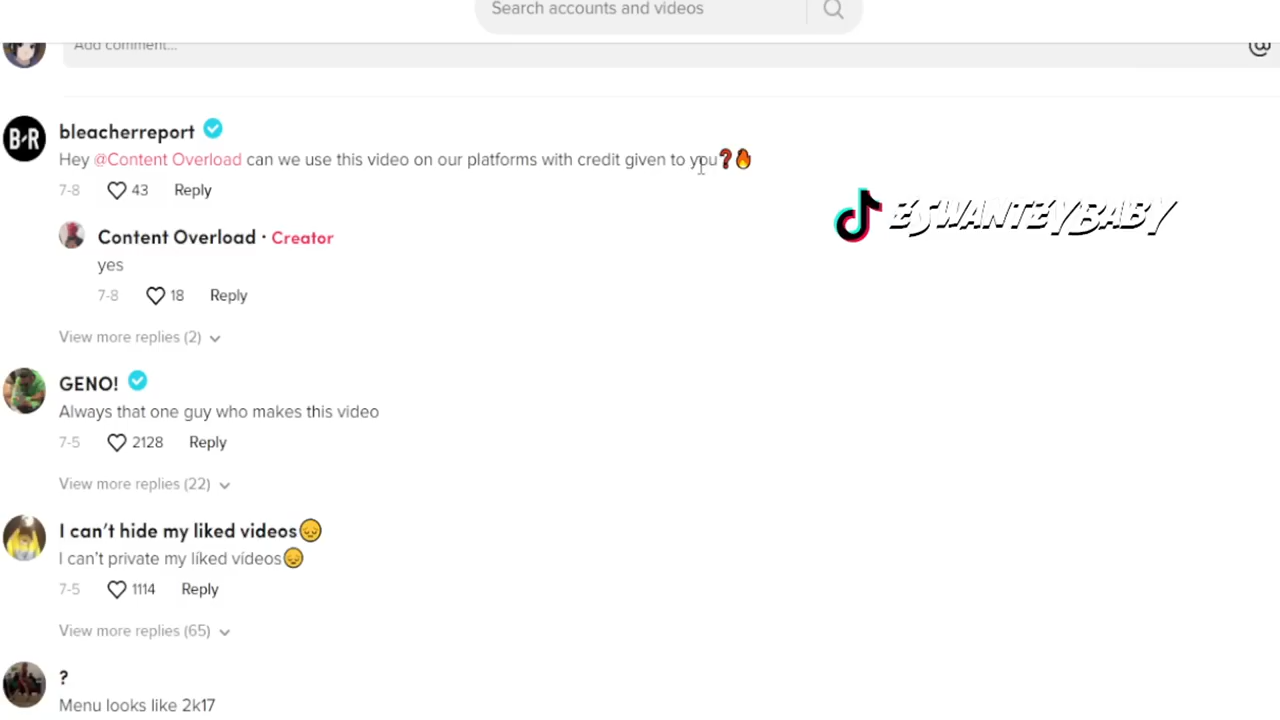 Search accounts and videos
Add comment...
@
B R
bleacherreport
Hey @Content Overload can we use this video on our platforms with credit given to you❓🔥
7-8 43 Reply
ESWANTEYBABY
Content Overload · Creator
yes
7-8 18 Reply
View more replies (2)
GENO!
Always that one guy who makes this video
7-5 2128 Reply
View more replies (22)
I can't hide my liked videos😔
I can't private my liked videos😔
7-5 1114 Reply
View more replies (65)
?
Menu looks like 2k17